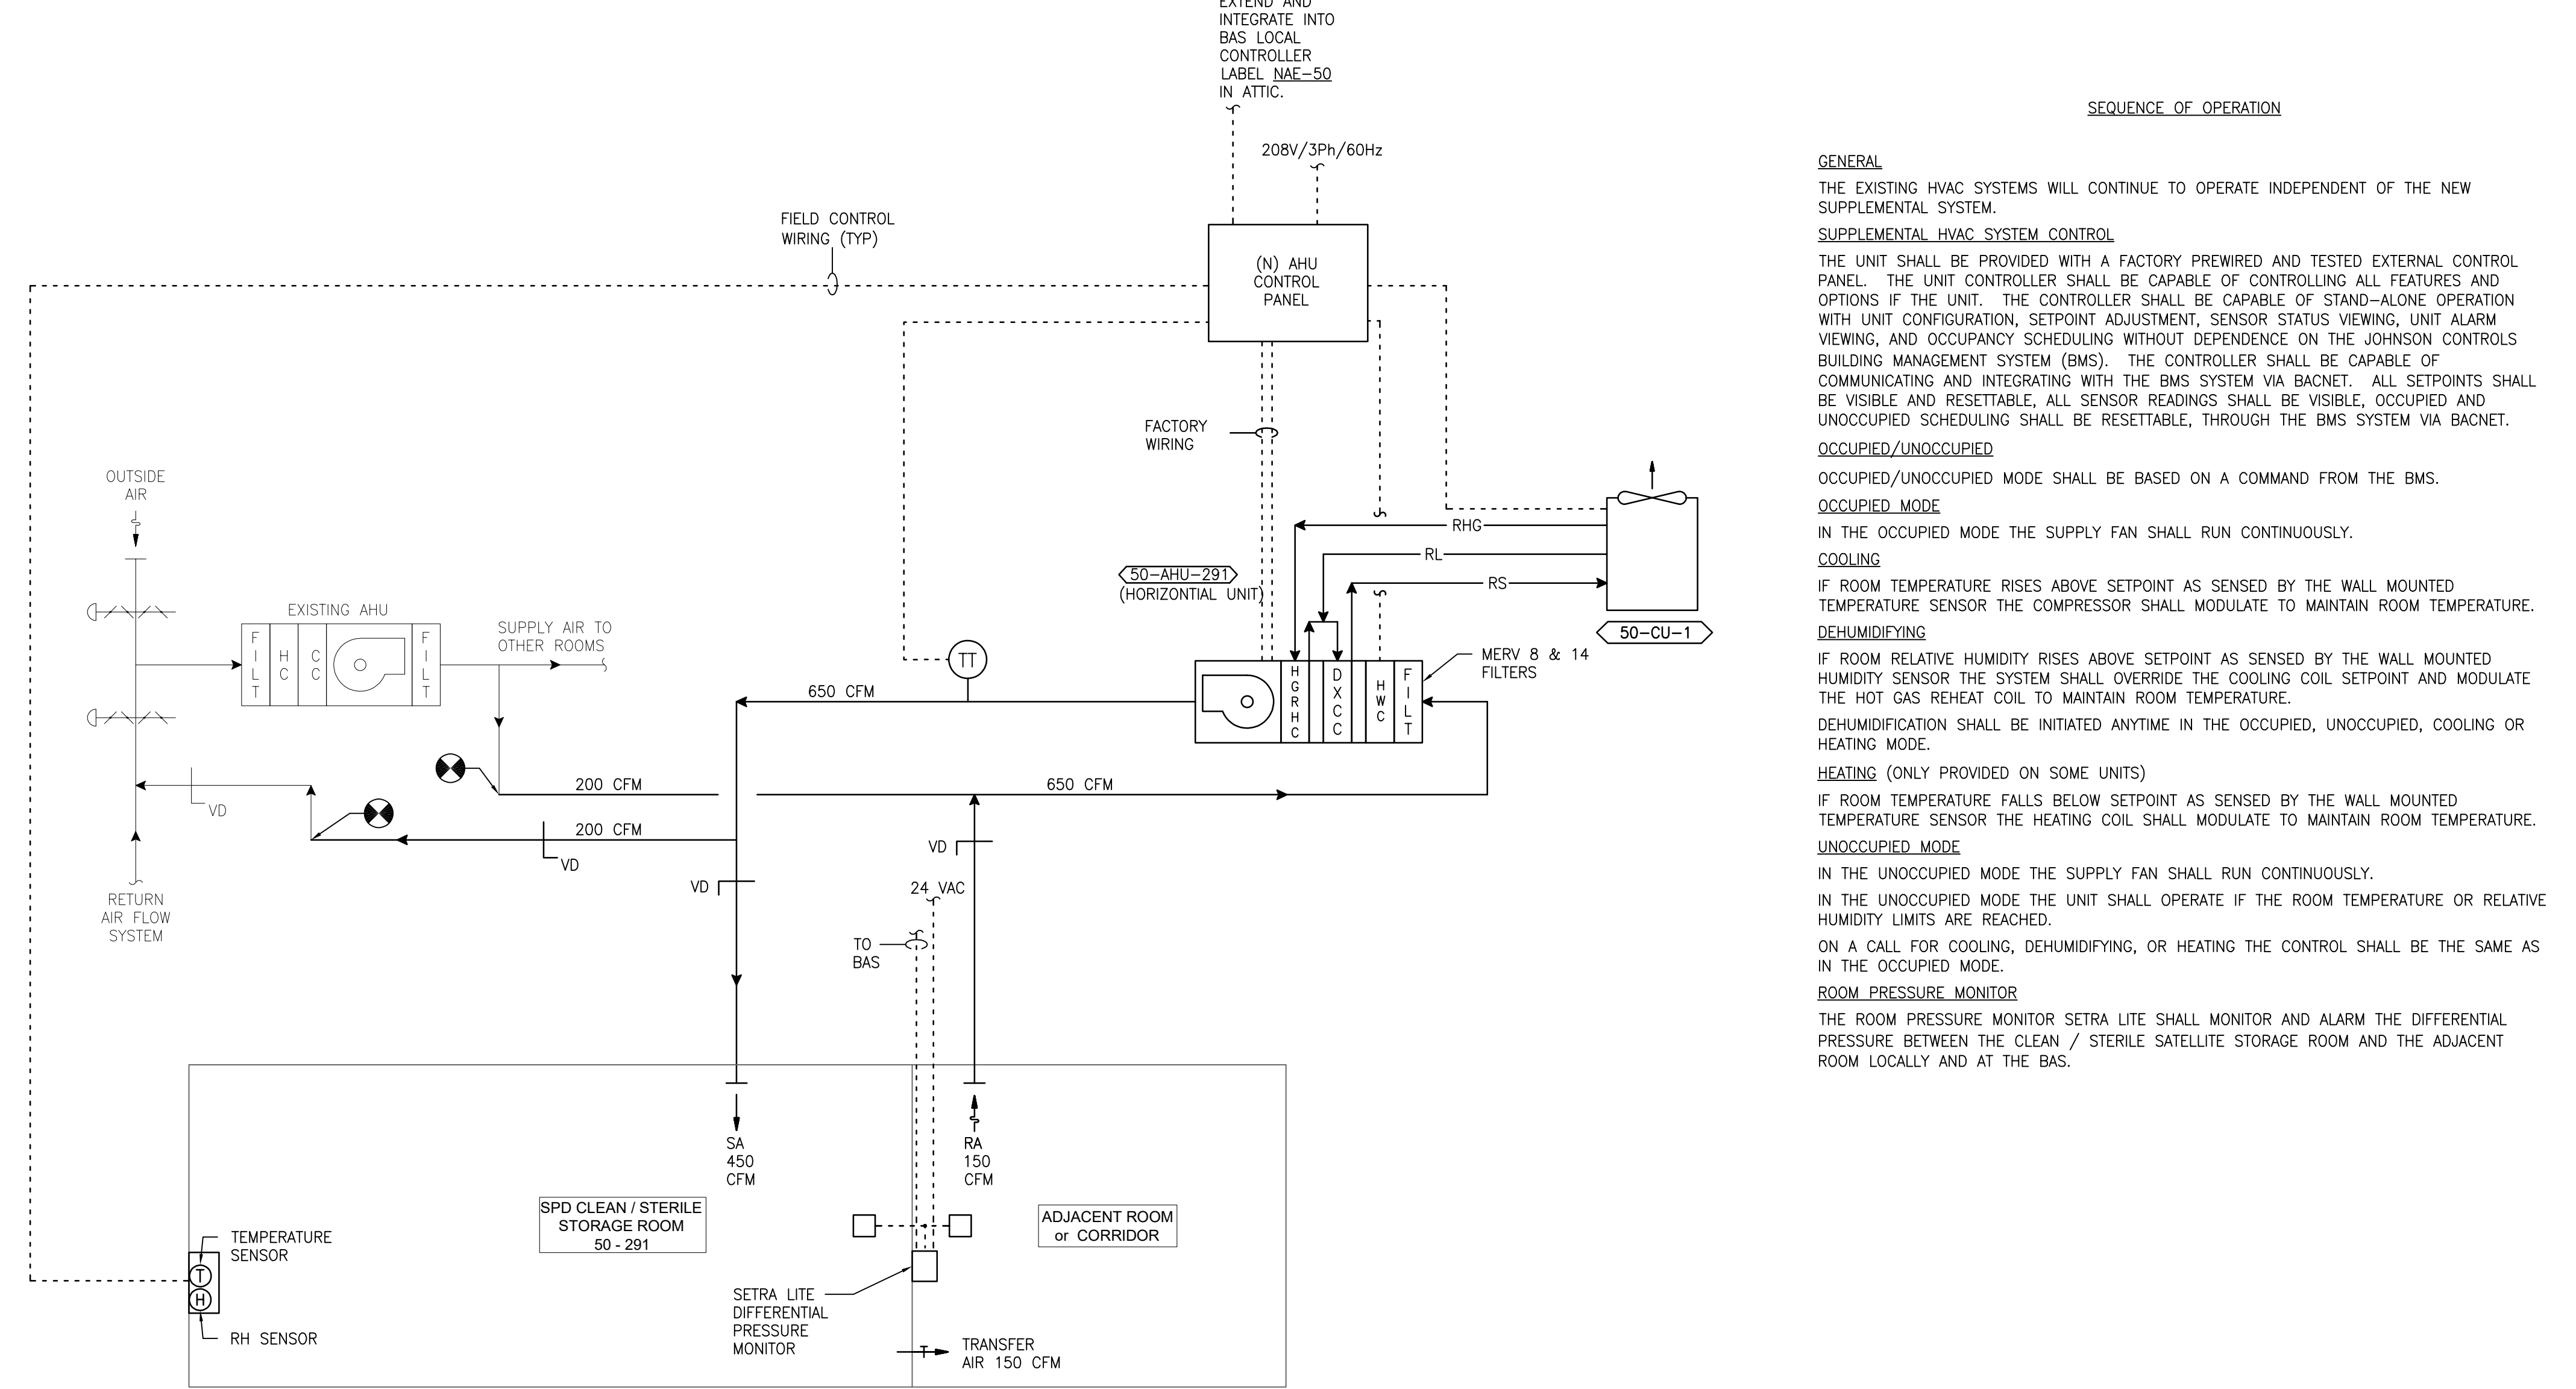 EXTEND AND
INTEGRATE INTO
BAS LOCAL
CONTROLLER
LABEL NAE-50
IN ATTIC.
208V/3Ph/60Hz
FIELD CONTROL
WIRING (TYP)
(N) AHU
CONTROL
PANEL
FACTORY
WIRING
OUTSIDE
AIR
EXISTING AHU
FILT
HC
CC
FILT
SUPPLY AIR TO
OTHER ROOMS
50-AHU-291
(HORIZONTIAL UNIT)
RHG
RL
RS
50-CU-1
TT
HGRHC
DXCC
HWC
FILT
MERV 8 & 14
FILTERS
650 CFM
200 CFM
650 CFM
VD
200 CFM
VD
VD
VD
24 VAC
RETURN
AIR FLOW
SYSTEM
TO
BAS
SA
450
CFM
RA
150
CFM
SPD CLEAN / STERILE
STORAGE ROOM
50 - 291
ADJACENT ROOM
or CORRIDOR
TEMPERATURE
SENSOR
T
H
RH SENSOR
SETRA LITE
DIFFERENTIAL
PRESSURE
MONITOR
T
TRANSFER
AIR 150 CFM
SEQUENCE OF OPERATION
GENERAL
THE EXISTING HVAC SYSTEMS WILL CONTINUE TO OPERATE INDEPENDENT OF THE NEW
SUPPLEMENTAL SYSTEM.
SUPPLEMENTAL HVAC SYSTEM CONTROL
THE UNIT SHALL BE PROVIDED WITH A FACTORY PREWIRED AND TESTED EXTERNAL CONTROL
PANEL. THE UNIT CONTROLLER SHALL BE CAPABLE OF CONTROLLING ALL FEATURES AND
OPTIONS IF THE UNIT. THE CONTROLLER SHALL BE CAPABLE OF STAND-ALONE OPERATION
WITH UNIT CONFIGURATION, SETPOINT ADJUSTMENT, SENSOR STATUS VIEWING, UNIT ALARM
VIEWING, AND OCCUPANCY SCHEDULING WITHOUT DEPENDENCE ON THE JOHNSON CONTROLS
BUILDING MANAGEMENT SYSTEM (BMS). THE CONTROLLER SHALL BE CAPABLE OF
COMMUNICATING AND INTEGRATING WITH THE BMS SYSTEM VIA BACNET. ALL SETPOINTS SHALL
BE VISIBLE AND RESETTABLE, ALL SENSOR READINGS SHALL BE VISIBLE, OCCUPIED AND
UNOCCUPIED SCHEDULING SHALL BE RESETTABLE, THROUGH THE BMS SYSTEM VIA BACNET.
OCCUPIED/UNOCCUPIED
OCCUPIED/UNOCCUPIED MODE SHALL BE BASED ON A COMMAND FROM THE BMS.
OCCUPIED MODE
IN THE OCCUPIED MODE THE SUPPLY FAN SHALL RUN CONTINUOUSLY.
COOLING
IF ROOM TEMPERATURE RISES ABOVE SETPOINT AS SENSED BY THE WALL MOUNTED
TEMPERATURE SENSOR THE COMPRESSOR SHALL MODULATE TO MAINTAIN ROOM TEMPERATURE.
DEHUMIDIFYING
IF ROOM RELATIVE HUMIDITY RISES ABOVE SETPOINT AS SENSED BY THE WALL MOUNTED
HUMIDITY SENSOR THE SYSTEM SHALL OVERRIDE THE COOLING COIL SETPOINT AND MODULATE
THE HOT GAS REHEAT COIL TO MAINTAIN ROOM TEMPERATURE.
DEHUMIDIFICATION SHALL BE INITIATED ANYTIME IN THE OCCUPIED, UNOCCUPIED, COOLING OR
HEATING MODE.
HEATING (ONLY PROVIDED ON SOME UNITS)
IF ROOM TEMPERATURE FALLS BELOW SETPOINT AS SENSED BY THE WALL MOUNTED
TEMPERATURE SENSOR THE HEATING COIL SHALL MODULATE TO MAINTAIN ROOM TEMPERATURE.
UNOCCUPIED MODE
IN THE UNOCCUPIED MODE THE SUPPLY FAN SHALL RUN CONTINUOUSLY.
IN THE UNOCCUPIED MODE THE UNIT SHALL OPERATE IF THE ROOM TEMPERATURE OR RELATIVE
HUMIDITY LIMITS ARE REACHED.
ON A CALL FOR COOLING, DEHUMIDIFYING, OR HEATING THE CONTROL SHALL BE THE SAME AS
IN THE OCCUPIED MODE.
ROOM PRESSURE MONITOR
THE ROOM PRESSURE MONITOR SETRA LITE SHALL MONITOR AND ALARM THE DIFFERENTIAL
PRESSURE BETWEEN THE CLEAN / STERILE SATELLITE STORAGE ROOM AND THE ADJACENT
ROOM LOCALLY AND AT THE BAS.